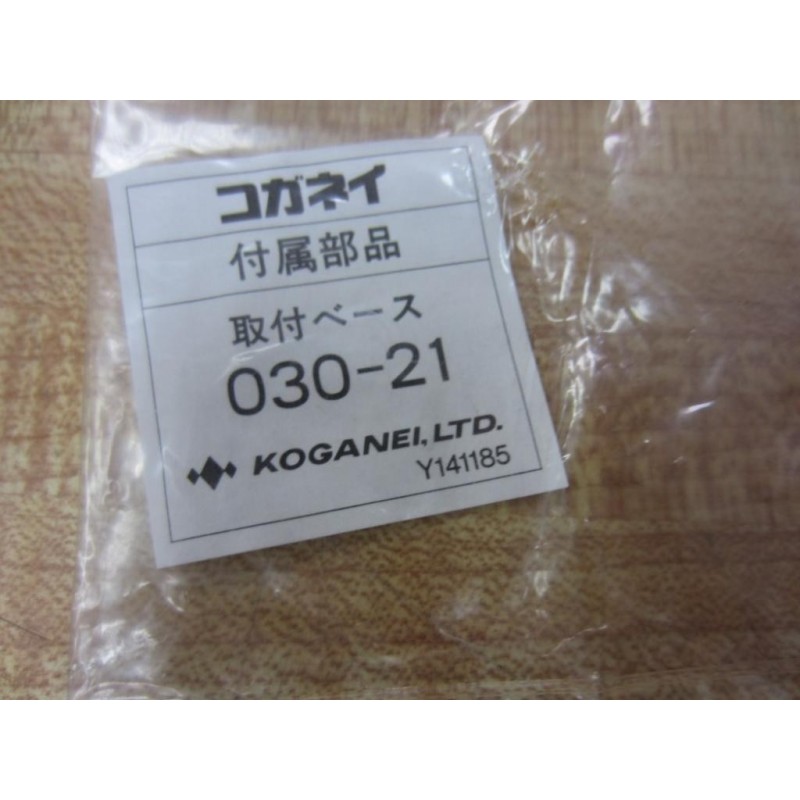 コガネイ
付属部品
取付ベース
030-21
KOGANEI, LTD.
Y141185